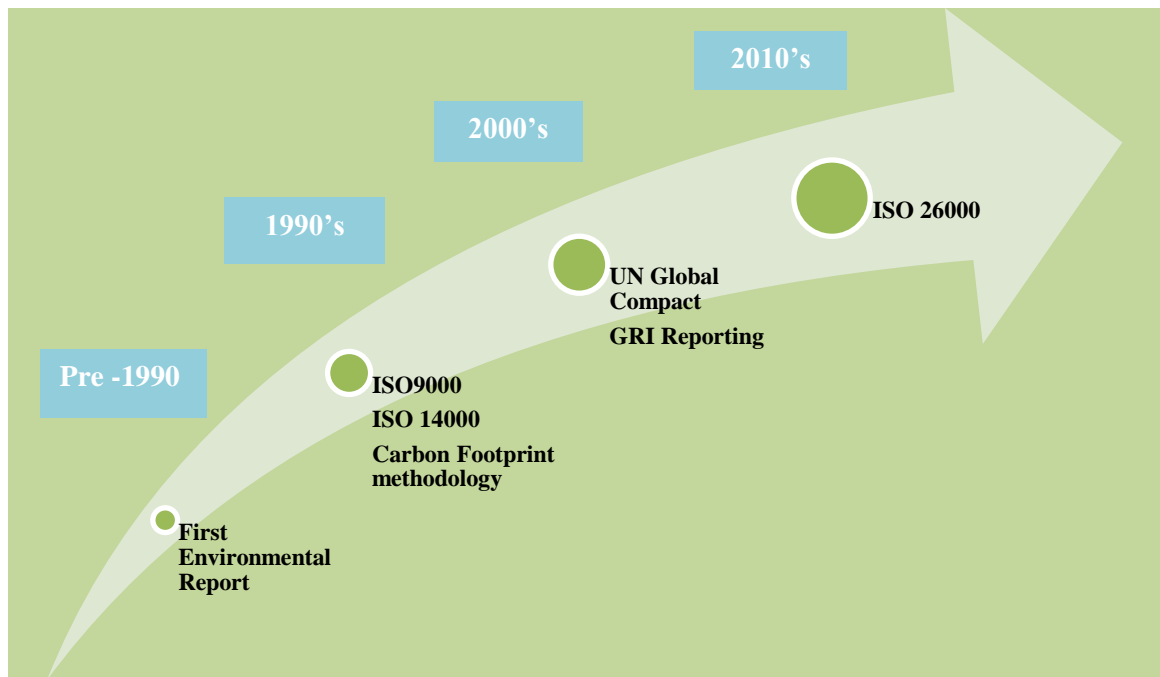 Pre -1990
First
Environmental
Report
1990’s
ISO9000
ISO 14000
Carbon Footprint
methodology
2000’s
UN Global
Compact
GRI Reporting
2010’s
ISO 26000